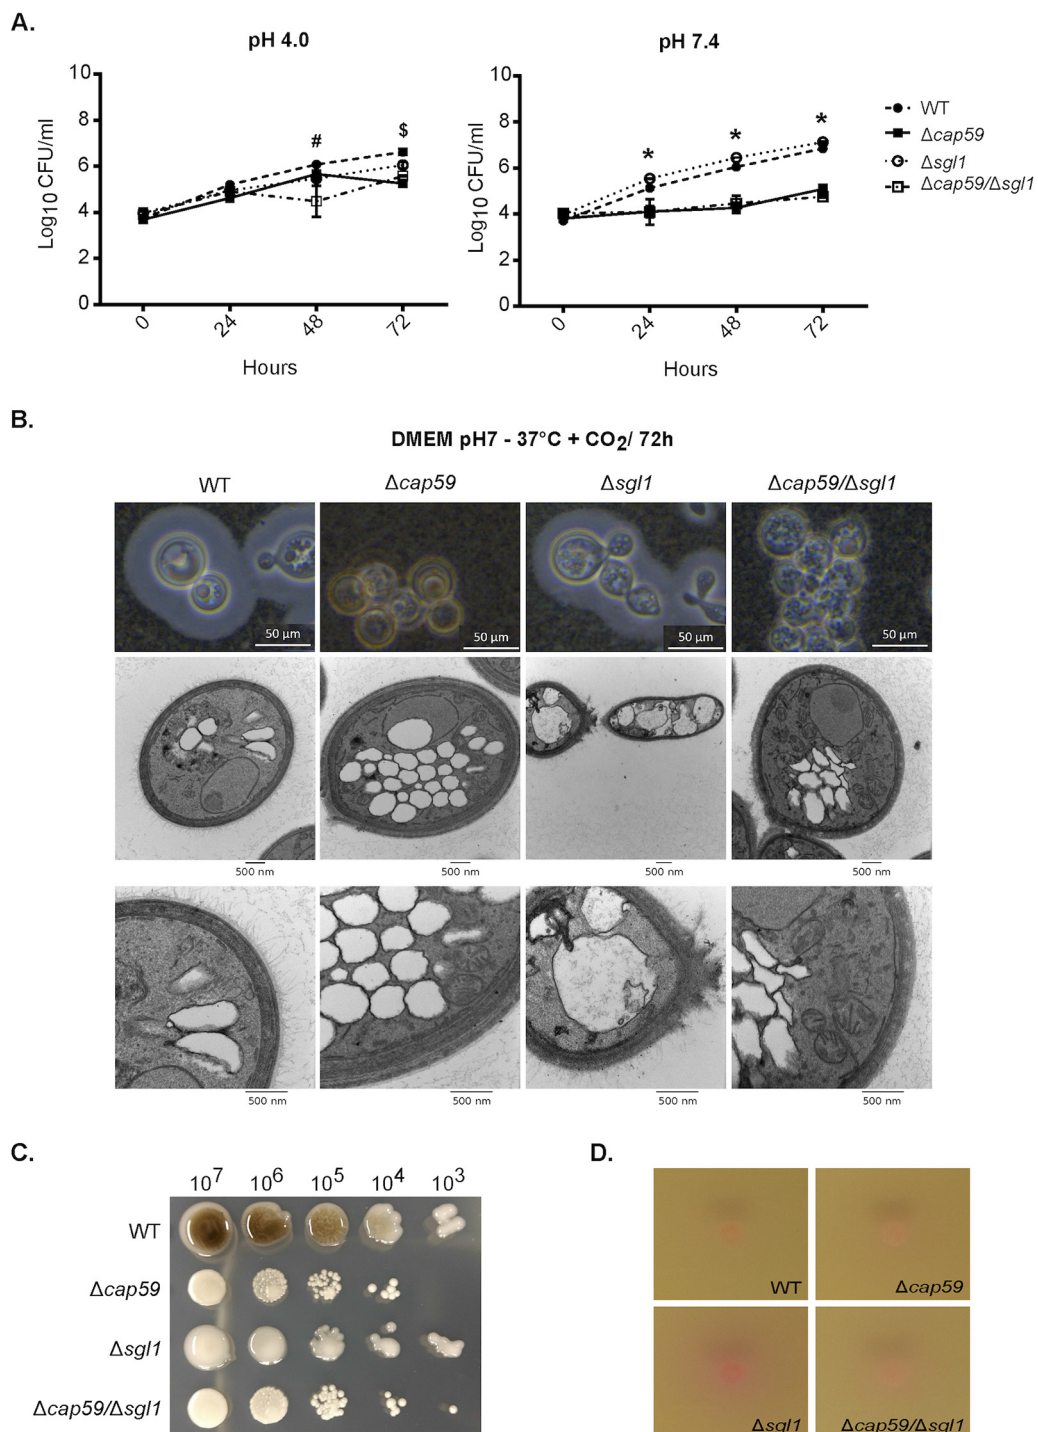 A.
pH 4.0
pH 7.4
Log10 CFU/ml
10
8
6
4
2
0
# $
0 24 48 72
Hours
Log10 CFU/ml
10
8
6
4
2
0
* * *
0 24 48 72
Hours
WT
Δcap59
Δsgl1
Δcap59/Δsgl1
B.
DMEM pH7 - 37°C + CO2/ 72h
WT Δcap59 Δsgl1 Δcap59/Δsgl1
50 µm 50 µm 50 µm 50 µm
500 nm 500 nm 500 nm 500 nm
500 nm 500 nm 500 nm 500 nm
C.
10^7 10^6 10^5 10^4 10^3
WT
Δcap59
Δsgl1
Δcap59/Δsgl1
D.
WT Δcap59
Δsgl1 Δcap59/Δsgl1